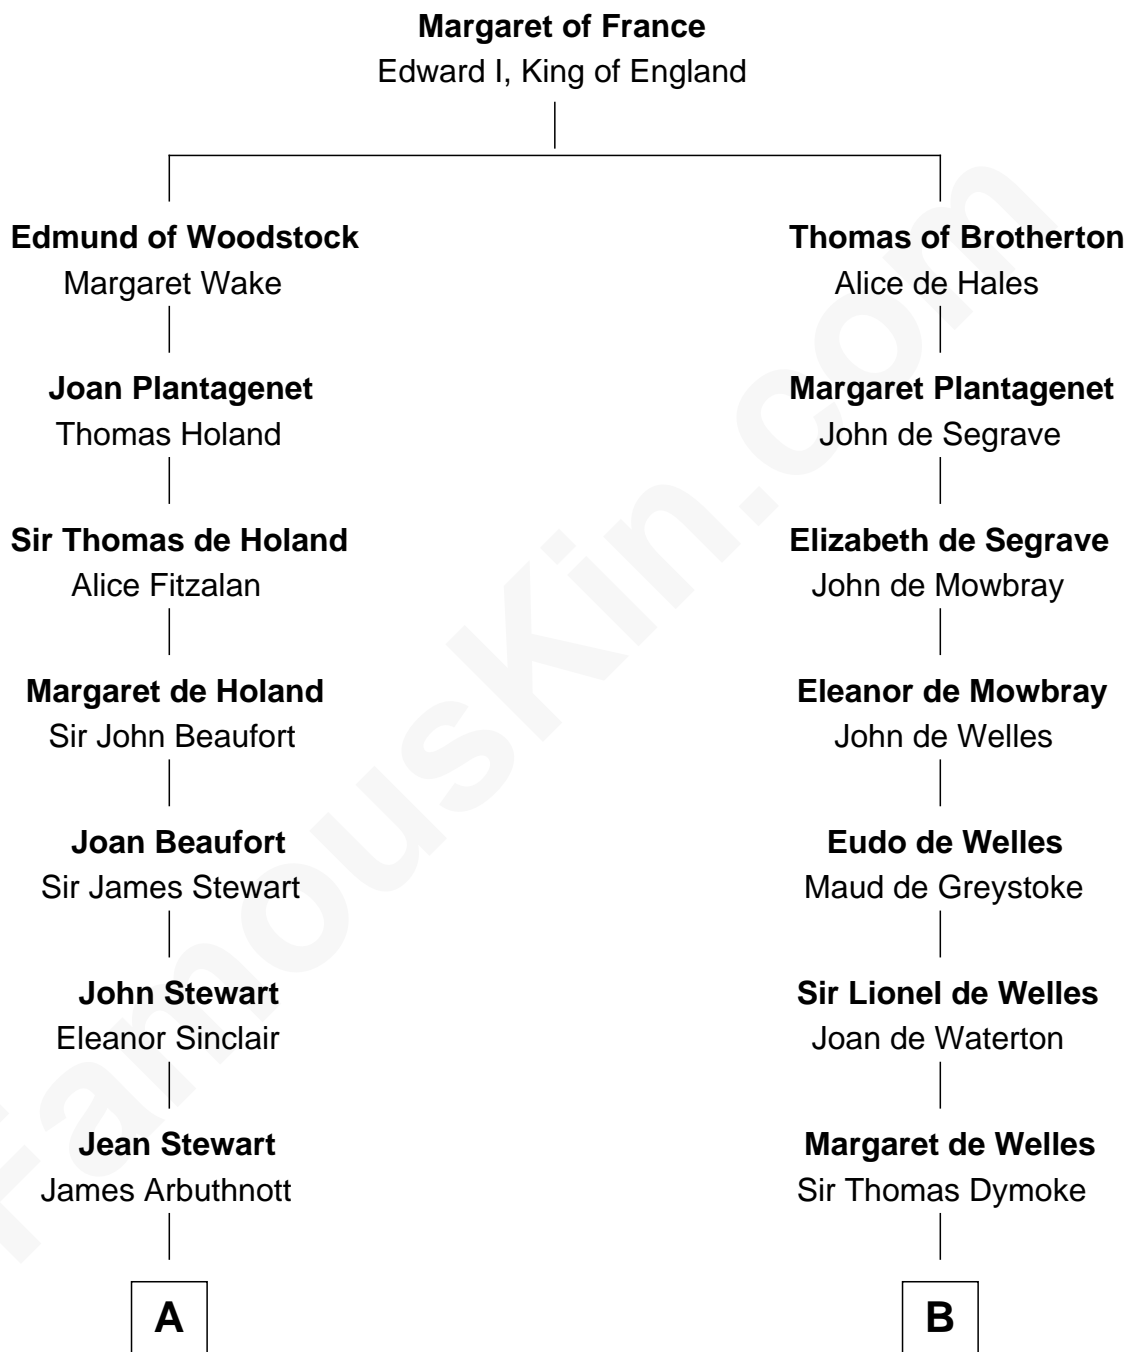 Margaret of France
Edward I, King of England
Edmund of Woodstock
Margaret Wake
Thomas of Brotherton
Alice de Hales
Joan Plantagenet
Thomas Holand
Margaret Plantagenet
John de Segrave
Sir Thomas de Holand
Alice Fitzalan
Elizabeth de Segrave
John de Mowbray
Margaret de Holand
Sir John Beaufort
Eleanor de Mowbray
John de Welles
Joan Beaufort
Sir James Stewart
Eudo de Welles
Maud de Greystoke
John Stewart
Eleanor Sinclair
Sir Lionel de Welles
Joan de Waterton
Jean Stewart
James Arbuthnott
Margaret de Welles
Sir Thomas Dymoke
A
B
FamousKin.com